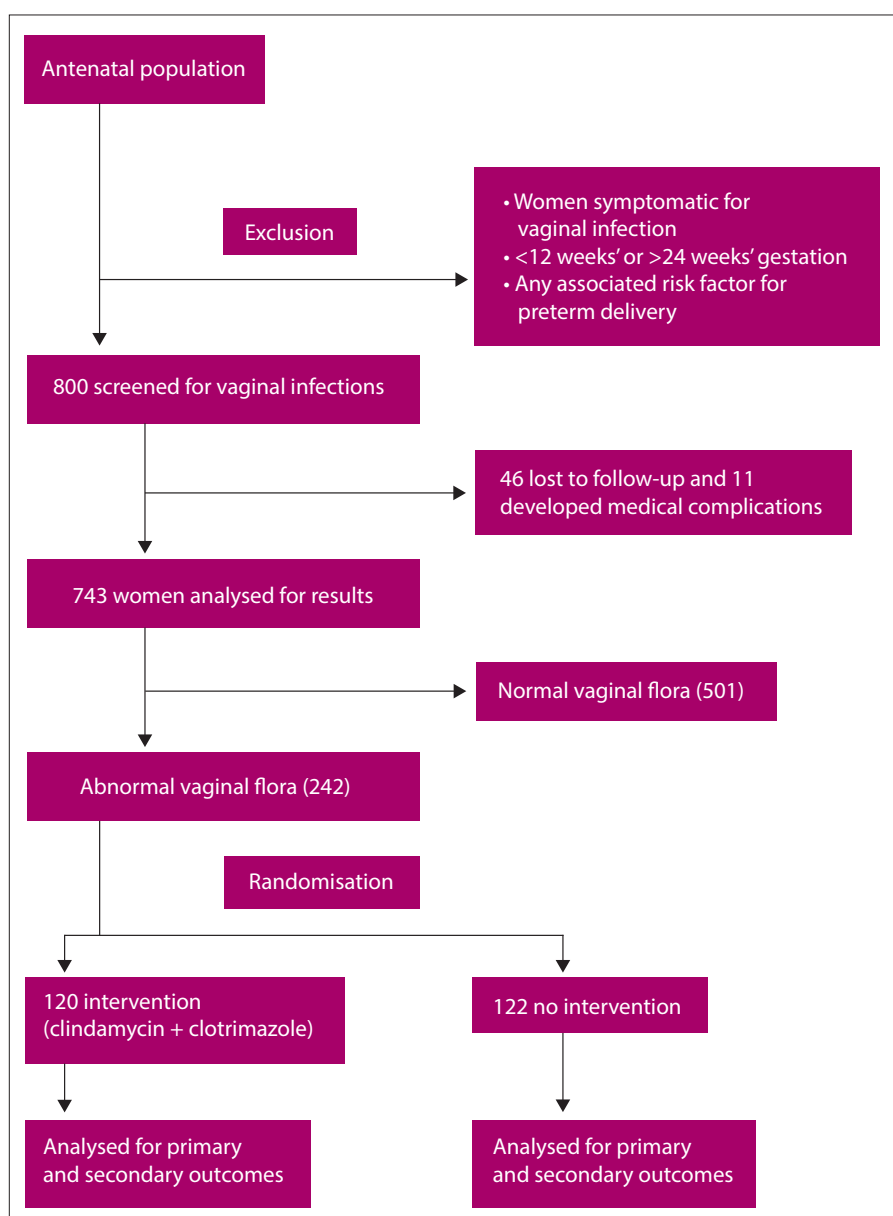 Antenatal population
Exclusion
• Women symptomatic for
vaginal infection
• <12 weeks’ or >24 weeks’ gestation
• Any associated risk factor for
preterm delivery
800 screened for vaginal infections
46 lost to follow-up and 11
developed medical complications
743 women analysed for results
Normal vaginal flora (501)
Abnormal vaginal flora (242)
Randomisation
120 intervention
(clindamycin + clotrimazole)
122 no intervention
Analysed for primary
and secondary outcomes
Analysed for primary
and secondary outcomes